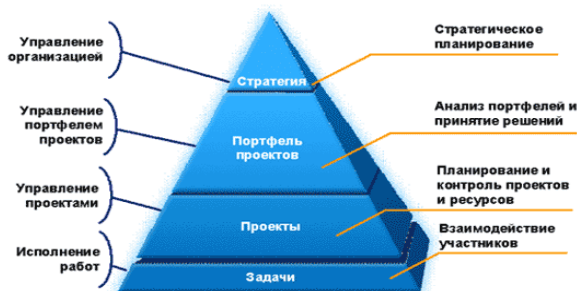 Управление
организацией
Стратегия
Стратегическое
планирование
Управление
портфелем
проектов
Портфель
проектов
Анализ портфелей и
принятие решений
Управление
проектами
Проекты
Планирование и
контроль проектов
и ресурсов
Исполнение
работ
Задачи
Взаимодействие
участников